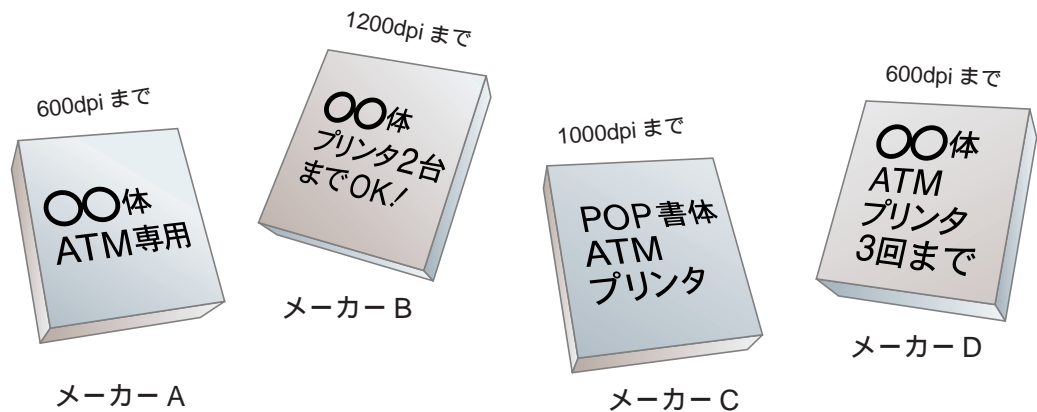 600dpi まで
〇〇体
ATM専用
メーカー A
1200dpi まで
〇〇体
プリンタ2台
までOK!
メーカー B
1000dpi まで
POP書体
ATM
プリンタ
メーカー C
600dpi まで
〇〇体
ATM
プリンタ
3回まで
メーカー D